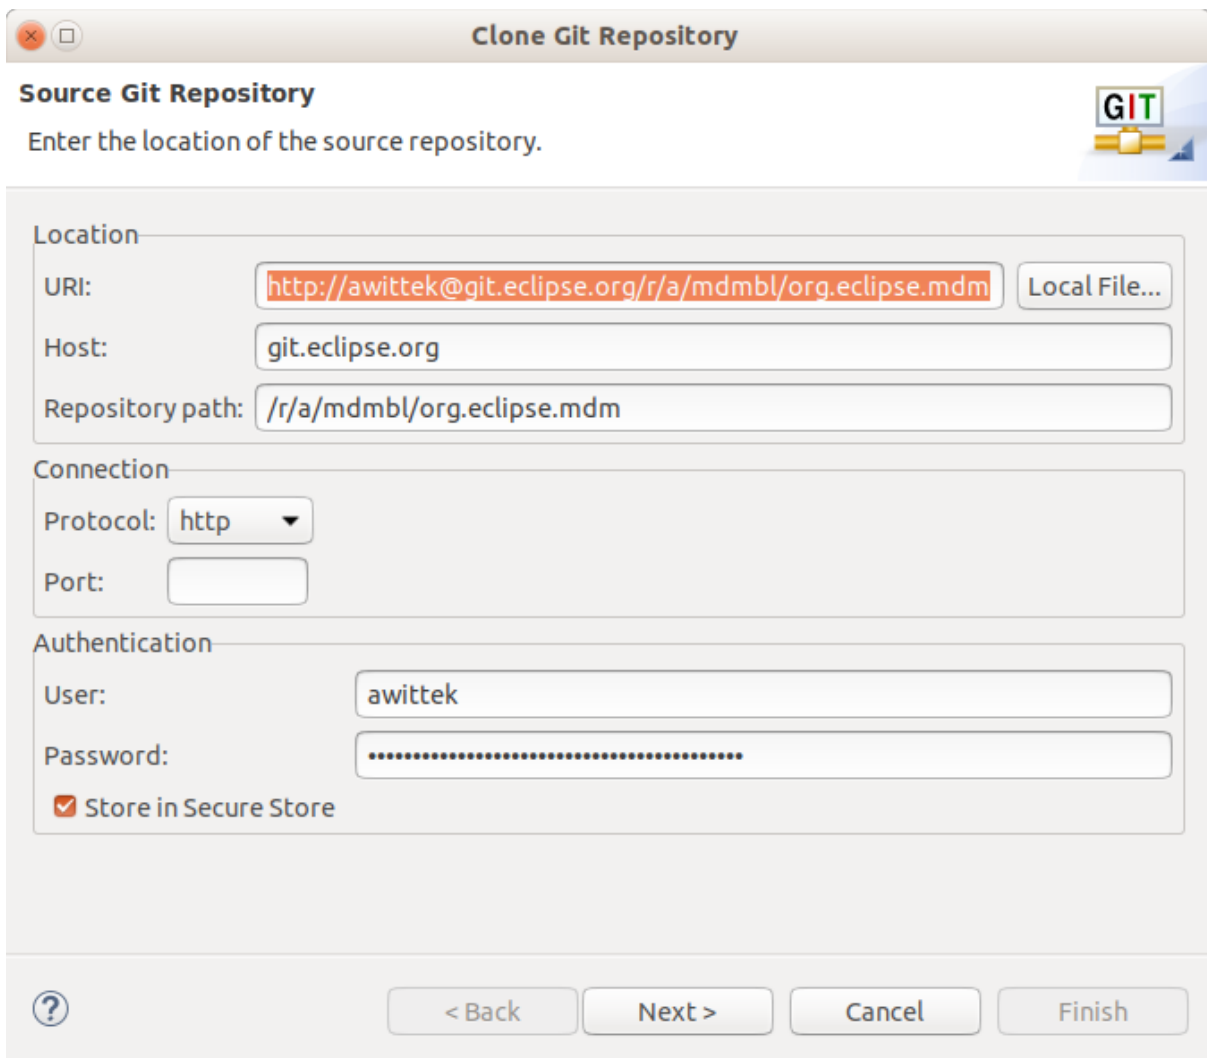 Clone Git Repository
Source Git Repository
GIT
Enter the location of the source repository.
Location
URI: http://awittek@git.eclipse.org/r/a/mdmbl/org.eclipse.mdm Local File...
Host: git.eclipse.org
Repository path: /r/a/mdmbl/org.eclipse.mdm
Connection
Protocol: http
Port:
Authentication
User: awittek
Password: ••••••••••••••••••••••••••••••••••••••••••
Store in Secure Store
? < Back Next > Cancel Finish